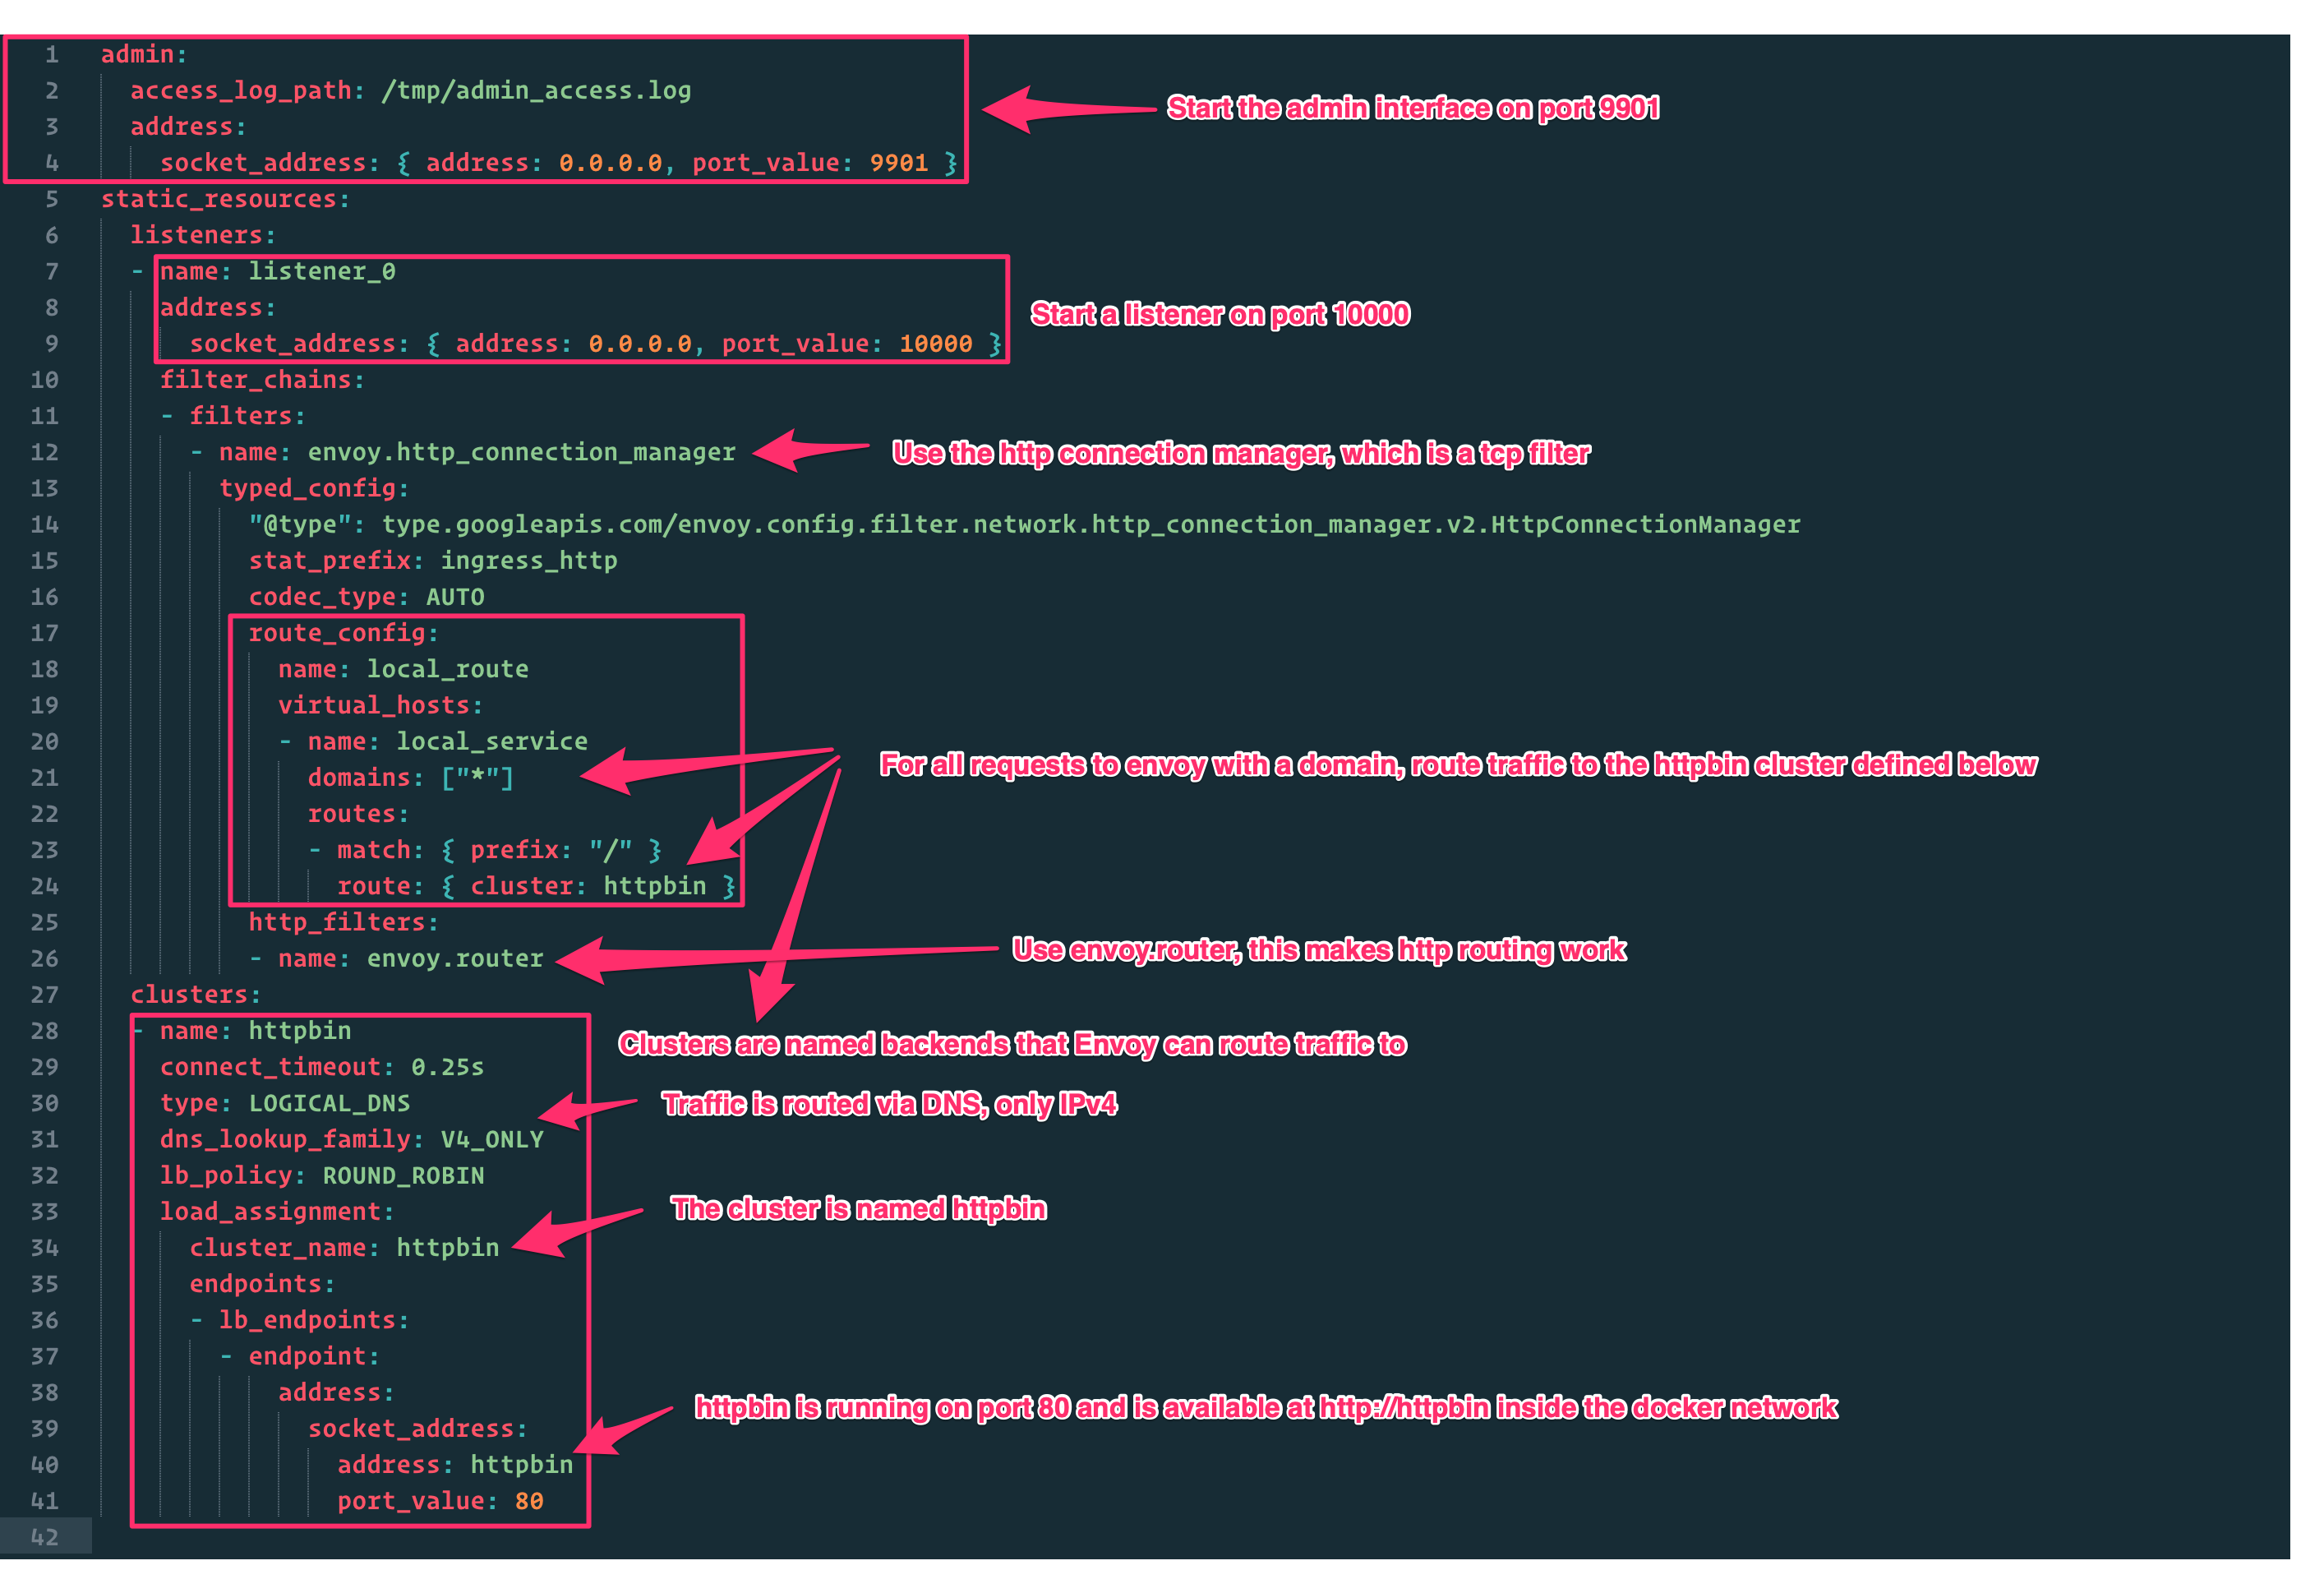 1 admin:
2   access_log_path: /tmp/admin_access.log
Start the admin interface on port 9901
3   address:
4     socket_address: { address: 0.0.0.0, port_value: 9901 }
5 static_resources:
6   listeners:
7   - name: listener_0
8     address:
Start a listener on port 10000
9       socket_address: { address: 0.0.0.0, port_value: 10000 }
10     filter_chains:
11     - filters:
12       - name: envoy.http_connection_manager
Use the http connection manager, which is a tcp filter
13         typed_config:
14           "@type": type.googleapis.com/envoy.config.filter.network.http_connection_manager.v2.HttpConnectionManager
15           stat_prefix: ingress_http
16           codec_type: AUTO
17           route_config:
18             name: local_route
19             virtual_hosts:
20             - name: local_service
For all requests to envoy with a domain, route traffic to the httpbin cluster defined below
21               domains: ["*"]
22               routes:
23               - match: { prefix: "/" }
24                 route: { cluster: httpbin }
25           http_filters:
26           - name: envoy.router
Use envoy.router, this makes http routing work
27   clusters:
28   - name: httpbin
Clusters are named backends that Envoy can route traffic to
29     connect_timeout: 0.25s
30     type: LOGICAL_DNS
Traffic is routed via DNS, only IPv4
31     dns_lookup_family: V4_ONLY
32     lb_policy: ROUND_ROBIN
33     load_assignment:
The cluster is named httpbin
34       cluster_name: httpbin
35       endpoints:
36       - lb_endpoints:
37         - endpoint:
38             address:
httpbin is running on port 80 and is available at http://httpbin inside the docker network
39               socket_address:
40                 address: httpbin
41                 port_value: 80
42